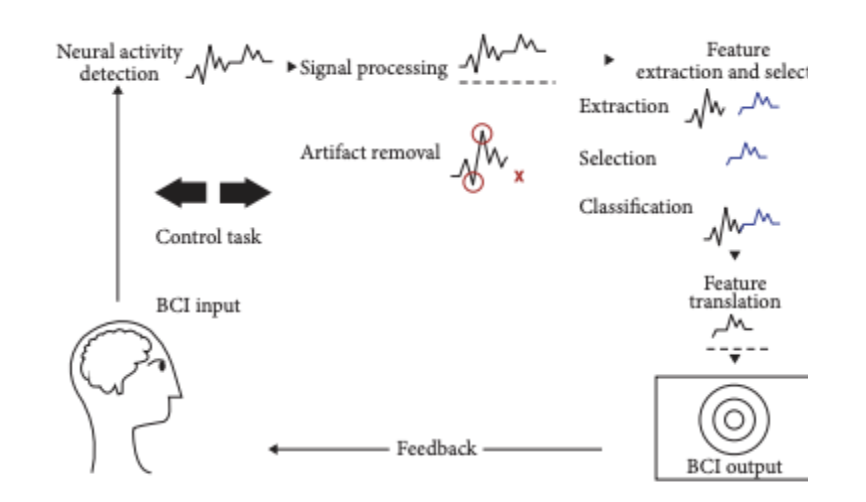 Neural activity
detection
Signal processing
Feature
extraction and select
Extraction
Artifact removal
Selection
Classification
Control task
Feature
translation
BCI input
Feedback
BCI output
x